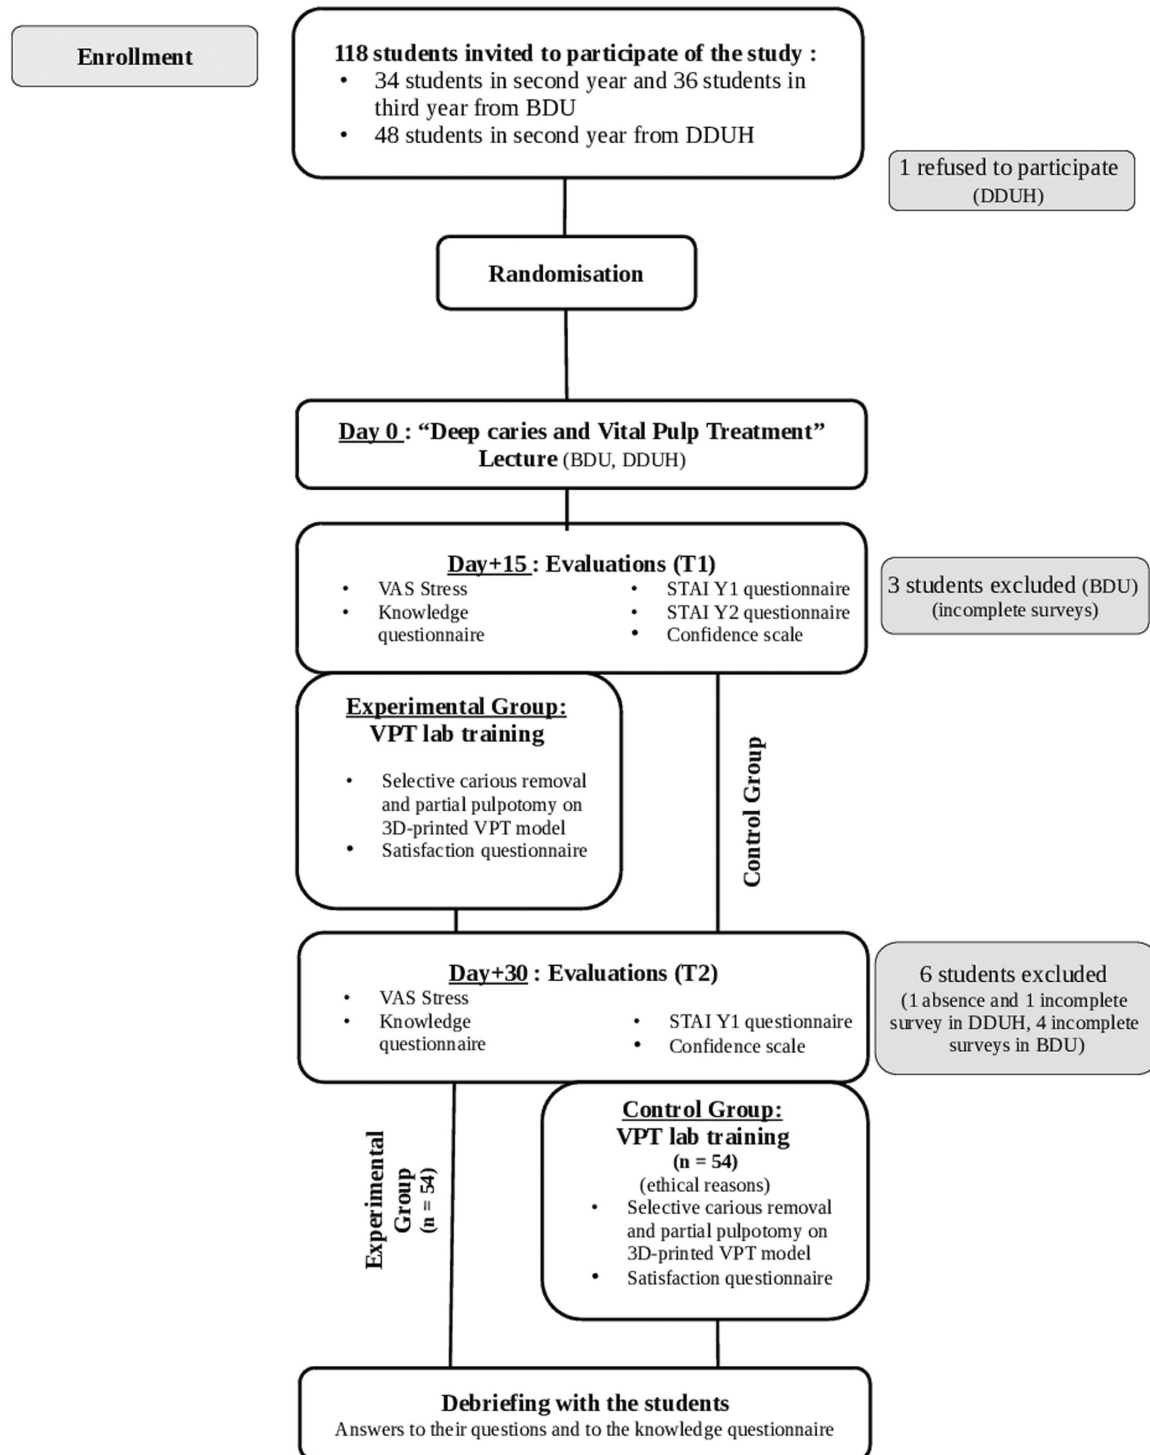 Enrollment
118 students invited to participate of the study :
• 34 students in second year and 36 students in
third year from BDU
• 48 students in second year from DDUH
1 refused to participate
(DDUH)
Randomisation
Day 0 : “Deep caries and Vital Pulp Treatment”
Lecture (BDU, DDUH)
Day+15 : Evaluations (T1)
• VAS Stress
• Knowledge
questionnaire
• STAI Y1 questionnaire
• STAI Y2 questionnaire
• Confidence scale
3 students excluded (BDU)
(incomplete surveys)
Experimental Group:
VPT lab training
• Selective carious removal
and partial pulpotomy on
3D-printed VPT model
• Satisfaction questionnaire
Control Group
Day+30 : Evaluations (T2)
• VAS Stress
• Knowledge
questionnaire
• STAI Y1 questionnaire
• Confidence scale
6 students excluded
(1 absence and 1 incomplete
survey in DDUH, 4 incomplete
surveys in BDU)
Experimental
Group
(n = 54)
Control Group:
VPT lab training
(n = 54)
(ethical reasons)
• Selective carious removal
and partial pulpotomy on
3D-printed VPT model
• Satisfaction questionnaire
Debriefing with the students
Answers to their questions and to the knowledge questionnaire